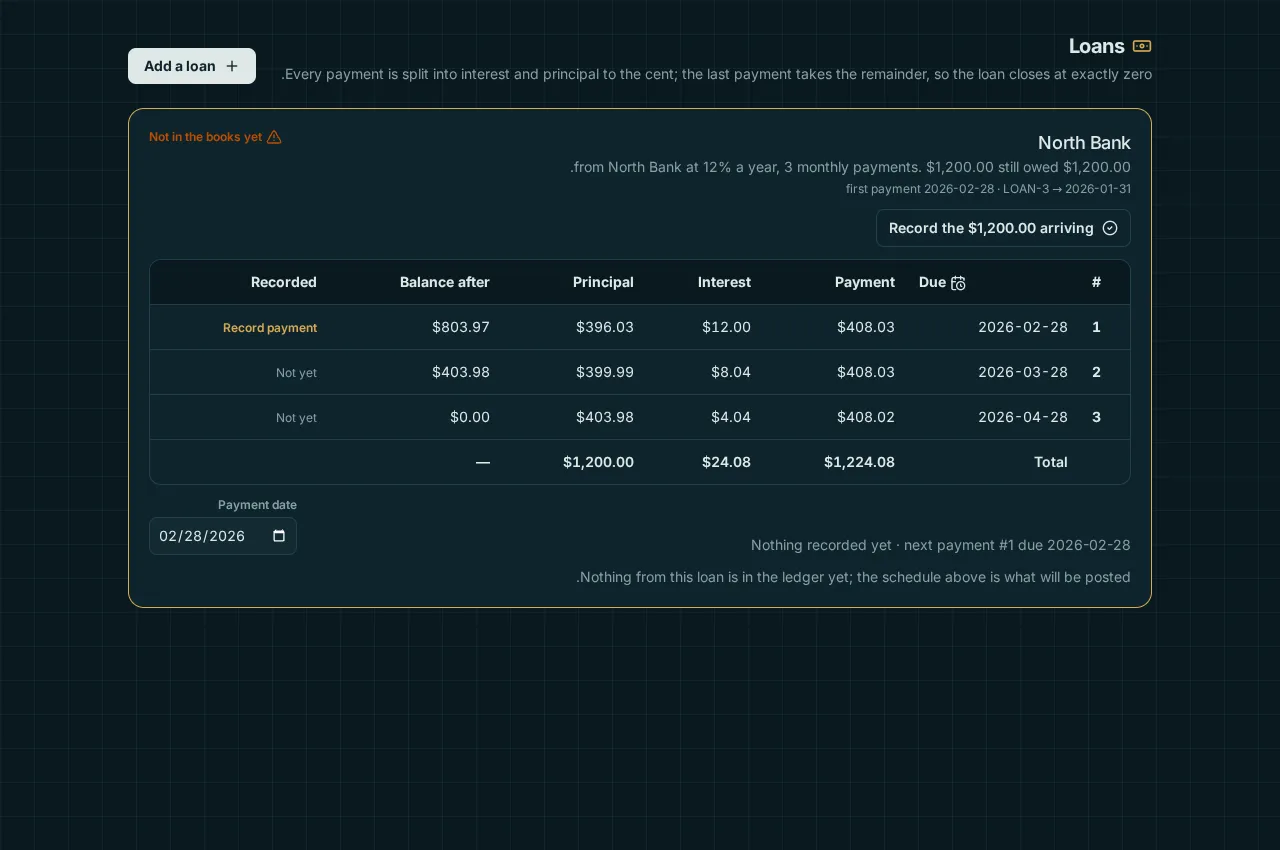 Loans
.Every payment is split into interest and principal to the cent; the last payment takes the remainder, so the loan closes at exactly zero
Add a loan
North Bank
Not in the books yet
.from North Bank at 12% a year, 3 monthly payments. $1,200.00 still owed $1,200.00
first payment 2026-02-28 · LOAN-3 → 2026-01-31
Record the $1,200.00 arriving
Recorded Balance after Principal Interest Payment Due #
Record payment $803.97 $396.03 $12.00 $408.03 2026-02-28 1
Not yet $403.98 $399.99 $8.04 $408.03 2026-03-28 2
Not yet $0.00 $403.98 $4.04 $408.02 2026-04-28 3
— $1,200.00 $24.08 $1,224.08 Total
Payment date
02/28/2026
Nothing recorded yet · next payment #1 due 2026-02-28
.Nothing from this loan is in the ledger yet; the schedule above is what will be posted